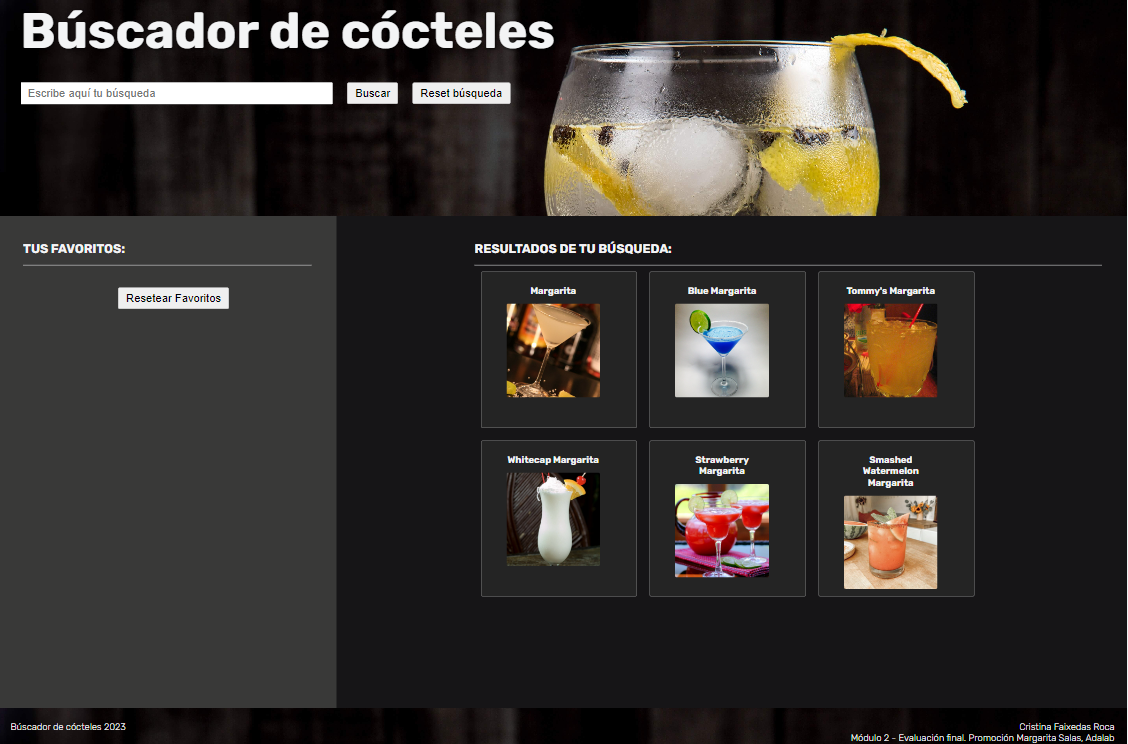 Búscador de cócteles
Escribe aquí tu búsqueda
Buscar
Reset búsqueda
TUS FAVORITOS:
Resetear Favoritos
RESULTADOS DE TU BÚSQUEDA:
Margarita
Blue Margarita
Tommy's Margarita
Whitecap Margarita
Strawberry
Margarita
Smashed
Watermelon
Margarita
Búscador de cócteles 2023
Cristina Faixedas Roca
Módulo 2 - Evaluación final. Promoción Margarita Salas, Adalab